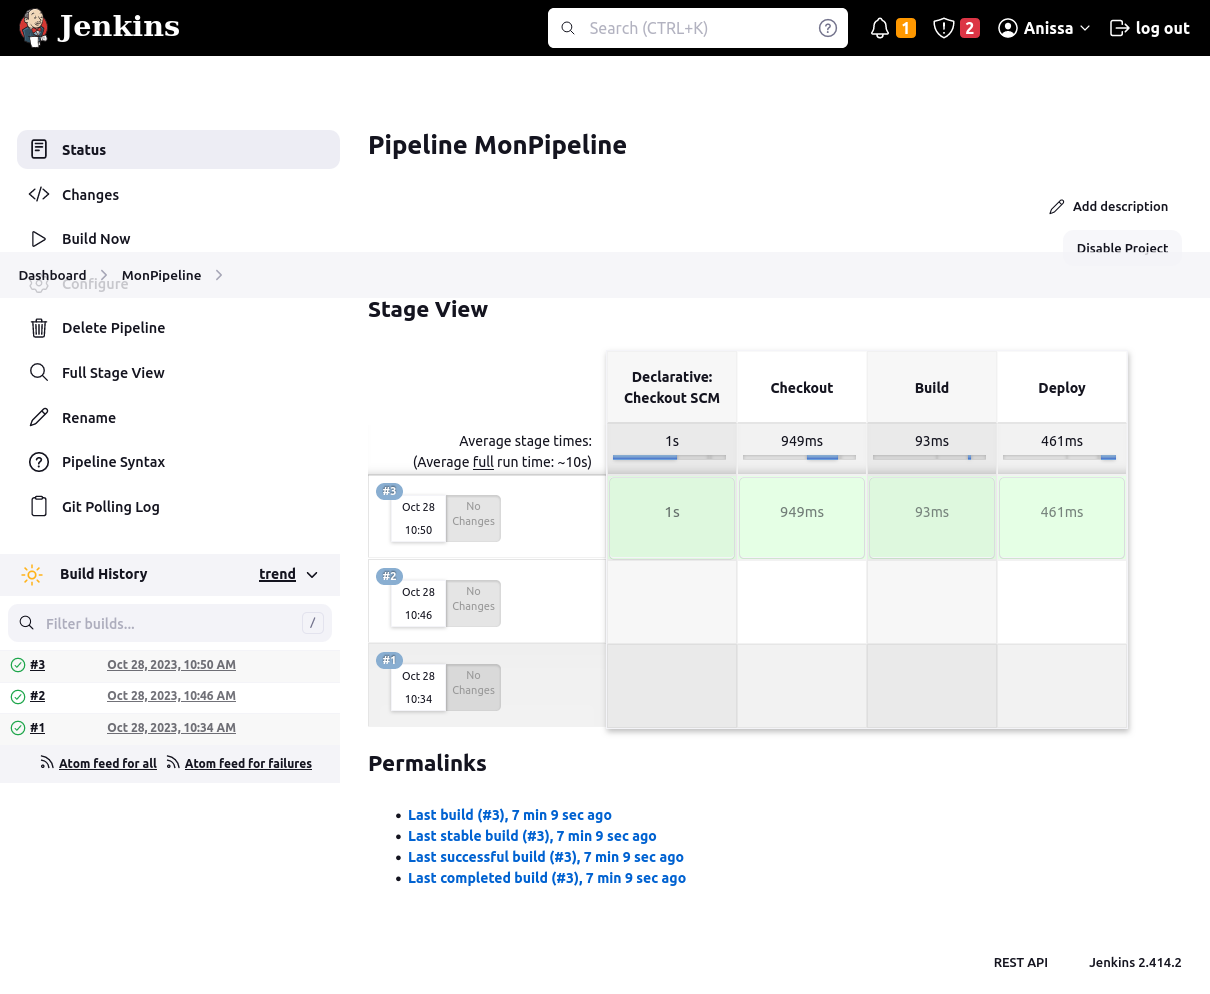 Jenkins
Search (CTRL+K)
1
2
Anissa
log out
Status
Changes
Build Now
Dashboard
MonPipeline
Configure
Delete Pipeline
Full Stage View
Rename
Pipeline Syntax
Git Polling Log
Build History
trend
Filter builds...
/
#3 Oct 28, 2023, 10:50 AM
#2 Oct 28, 2023, 10:46 AM
#1 Oct 28, 2023, 10:34 AM
Atom feed for all Atom feed for failures
Pipeline MonPipeline
Add description
Disable Project
Stage View
Declarative:
Checkout SCM
Checkout
Build
Deploy
Average stage times:
(Average full run time: ~10s)
1s
949ms
93ms
461ms
#3
Oct 28
10:50
No
Changes
1s
949ms
93ms
461ms
#2
Oct 28
10:46
No
Changes
#1
Oct 28
10:34
No
Changes
Permalinks
Last build (#3), 7 min 9 sec ago
Last stable build (#3), 7 min 9 sec ago
Last successful build (#3), 7 min 9 sec ago
Last completed build (#3), 7 min 9 sec ago
REST API
Jenkins 2.414.2